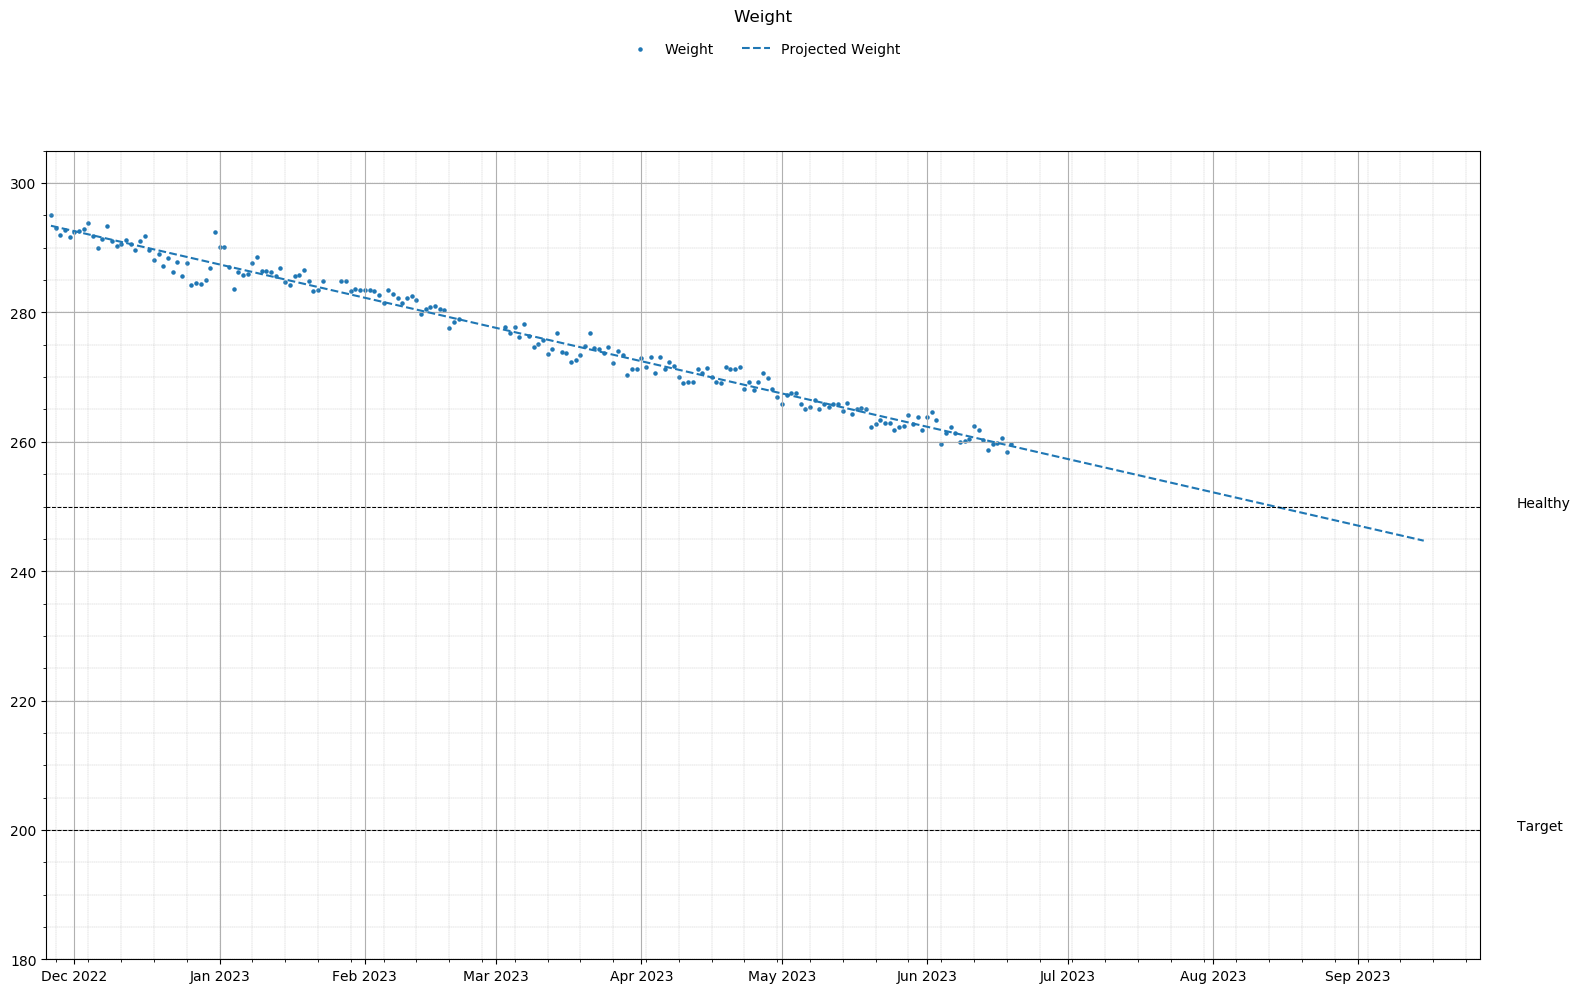 Weight
Weight
Projected Weight
300
280
260
Healthy
240
220
200
Target
180
Dec 2022
Jan 2023
Feb 2023
Mar 2023
Apr 2023
May 2023
Jun 2023
Jul 2023
Aug 2023
Sep 2023